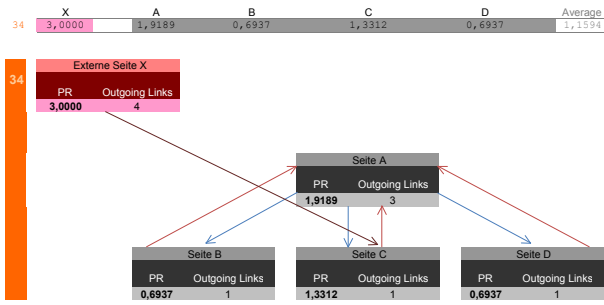 X A B C D Average
34 3,0000 1,9189 0,6937 1,3312 0,6937 1,1594
34 Externe Seite X
PR Outgoing Links
3,0000 4
Seite A
PR Outgoing Links
1,9189 3
Seite B Seite C Seite D
PR Outgoing Links PR Outgoing Links PR Outgoing Links
0,6937 1 1,3312 1 0,6937 1